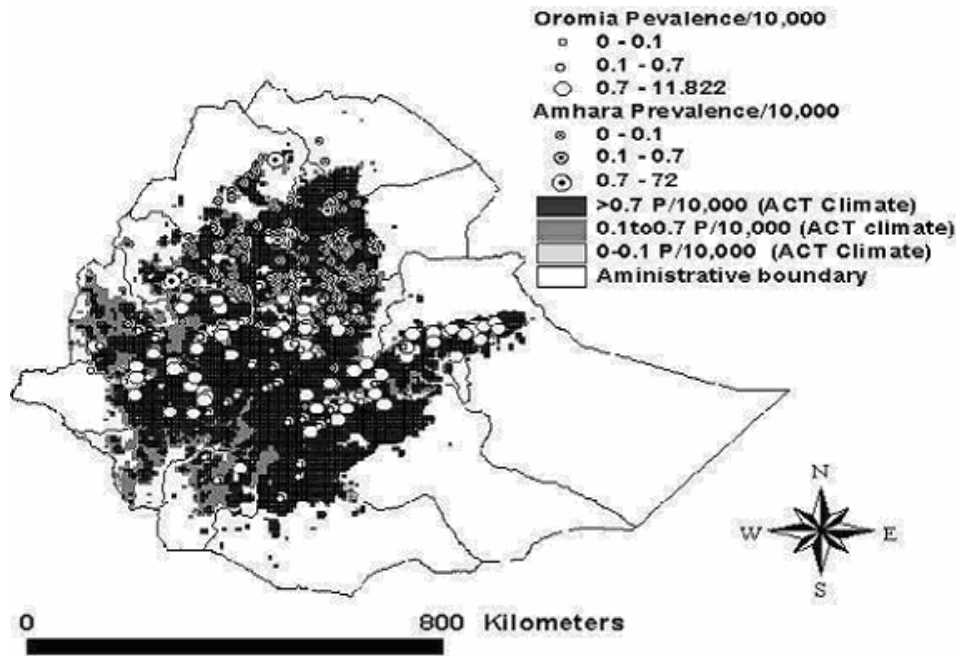 Oromia Pevalence/10,000
0 - 0.1
0.1 - 0.7
0.7 - 11.822
Amhara Prevalence/10,000
0 - 0.1
0.1 - 0.7
0.7 - 72
>0.7 P/10,000 (ACT Climate)
0.1to0.7 P/10,000 (ACT climate)
0-0.1 P/10,000 (ACT Climate)
Aministrative boundary
N
W E
S
0 800 Kilometers